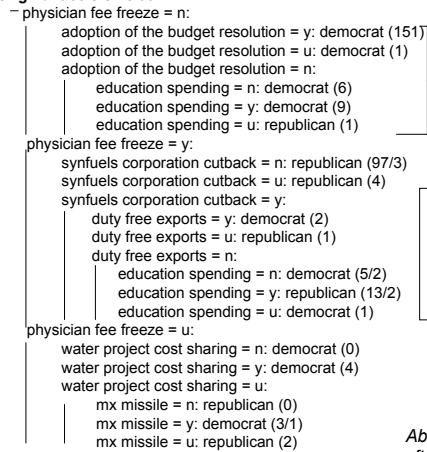 physician fee freeze = n:
adoption of the budget resolution = y: democrat (151)
adoption of the budget resolution = u: democrat (1)
adoption of the budget resolution = n:
education spending = n: democrat (6)
education spending = y: democrat (9)
education spending = u: republican (1)
physician fee freeze = y:
synfuels corporation cutback = n: republican (97/3)
synfuels corporation cutback = u: republican (4)
synfuels corporation cutback = y:
duty free exports = y: democrat (2)
duty free exports = u: republican (1)
duty free exports = n:
education spending = n: democrat (5/2)
education spending = y: republican (13/2)
education spending = u: democrat (1)
physician fee freeze = u:
water project cost sharing = n: democrat (0)
water project cost sharing = y: democrat (4)
water project cost sharing = u:
mx missile = n: republican (0)
mx missile = y: democrat (3/1)
mx missile = u: republican (2)
Ab